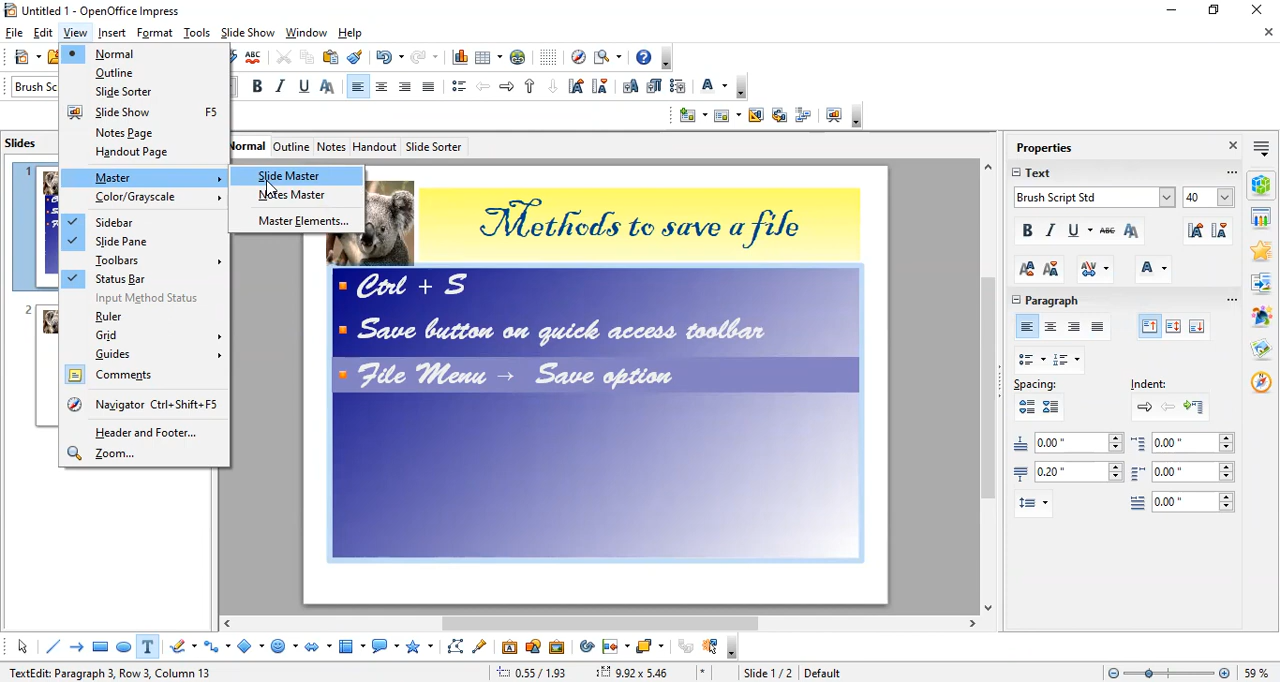 Untitled 1 - OpenOffice Impress
File Edit View Insert Format Tools Slide Show Window Help
Brush Sc
Normal
Outline
Slide Sorter
Slide Show F5
Notes Page
Handout Page
Master
Color/Grayscale
Sidebar
Slide Pane
Toolbars
Status Bar
Input Method Status
Ruler
Grid
Guides
Comments
Navigator Ctrl+Shift+F5
Header and Footer...
Zoom...
Slide Master
Notes Master
Master Elements...
Slides
1
2
Normal Outline Notes Handout Slide Sorter
Methods to save a file
Ctrl + S
Save button on quick access toolbar
File Menu → Save option
Properties
Text
Brush Script Std 40
Paragraph
Spacing: Indent:
0.00 " 0.00 "
0.20 " 0.00 "
0.00 "
TextEdit: Paragraph 3, Row 3, Column 13 0.55 / 1.93 9.92 x 5.46 * Slide 1 / 2 Default 59 %